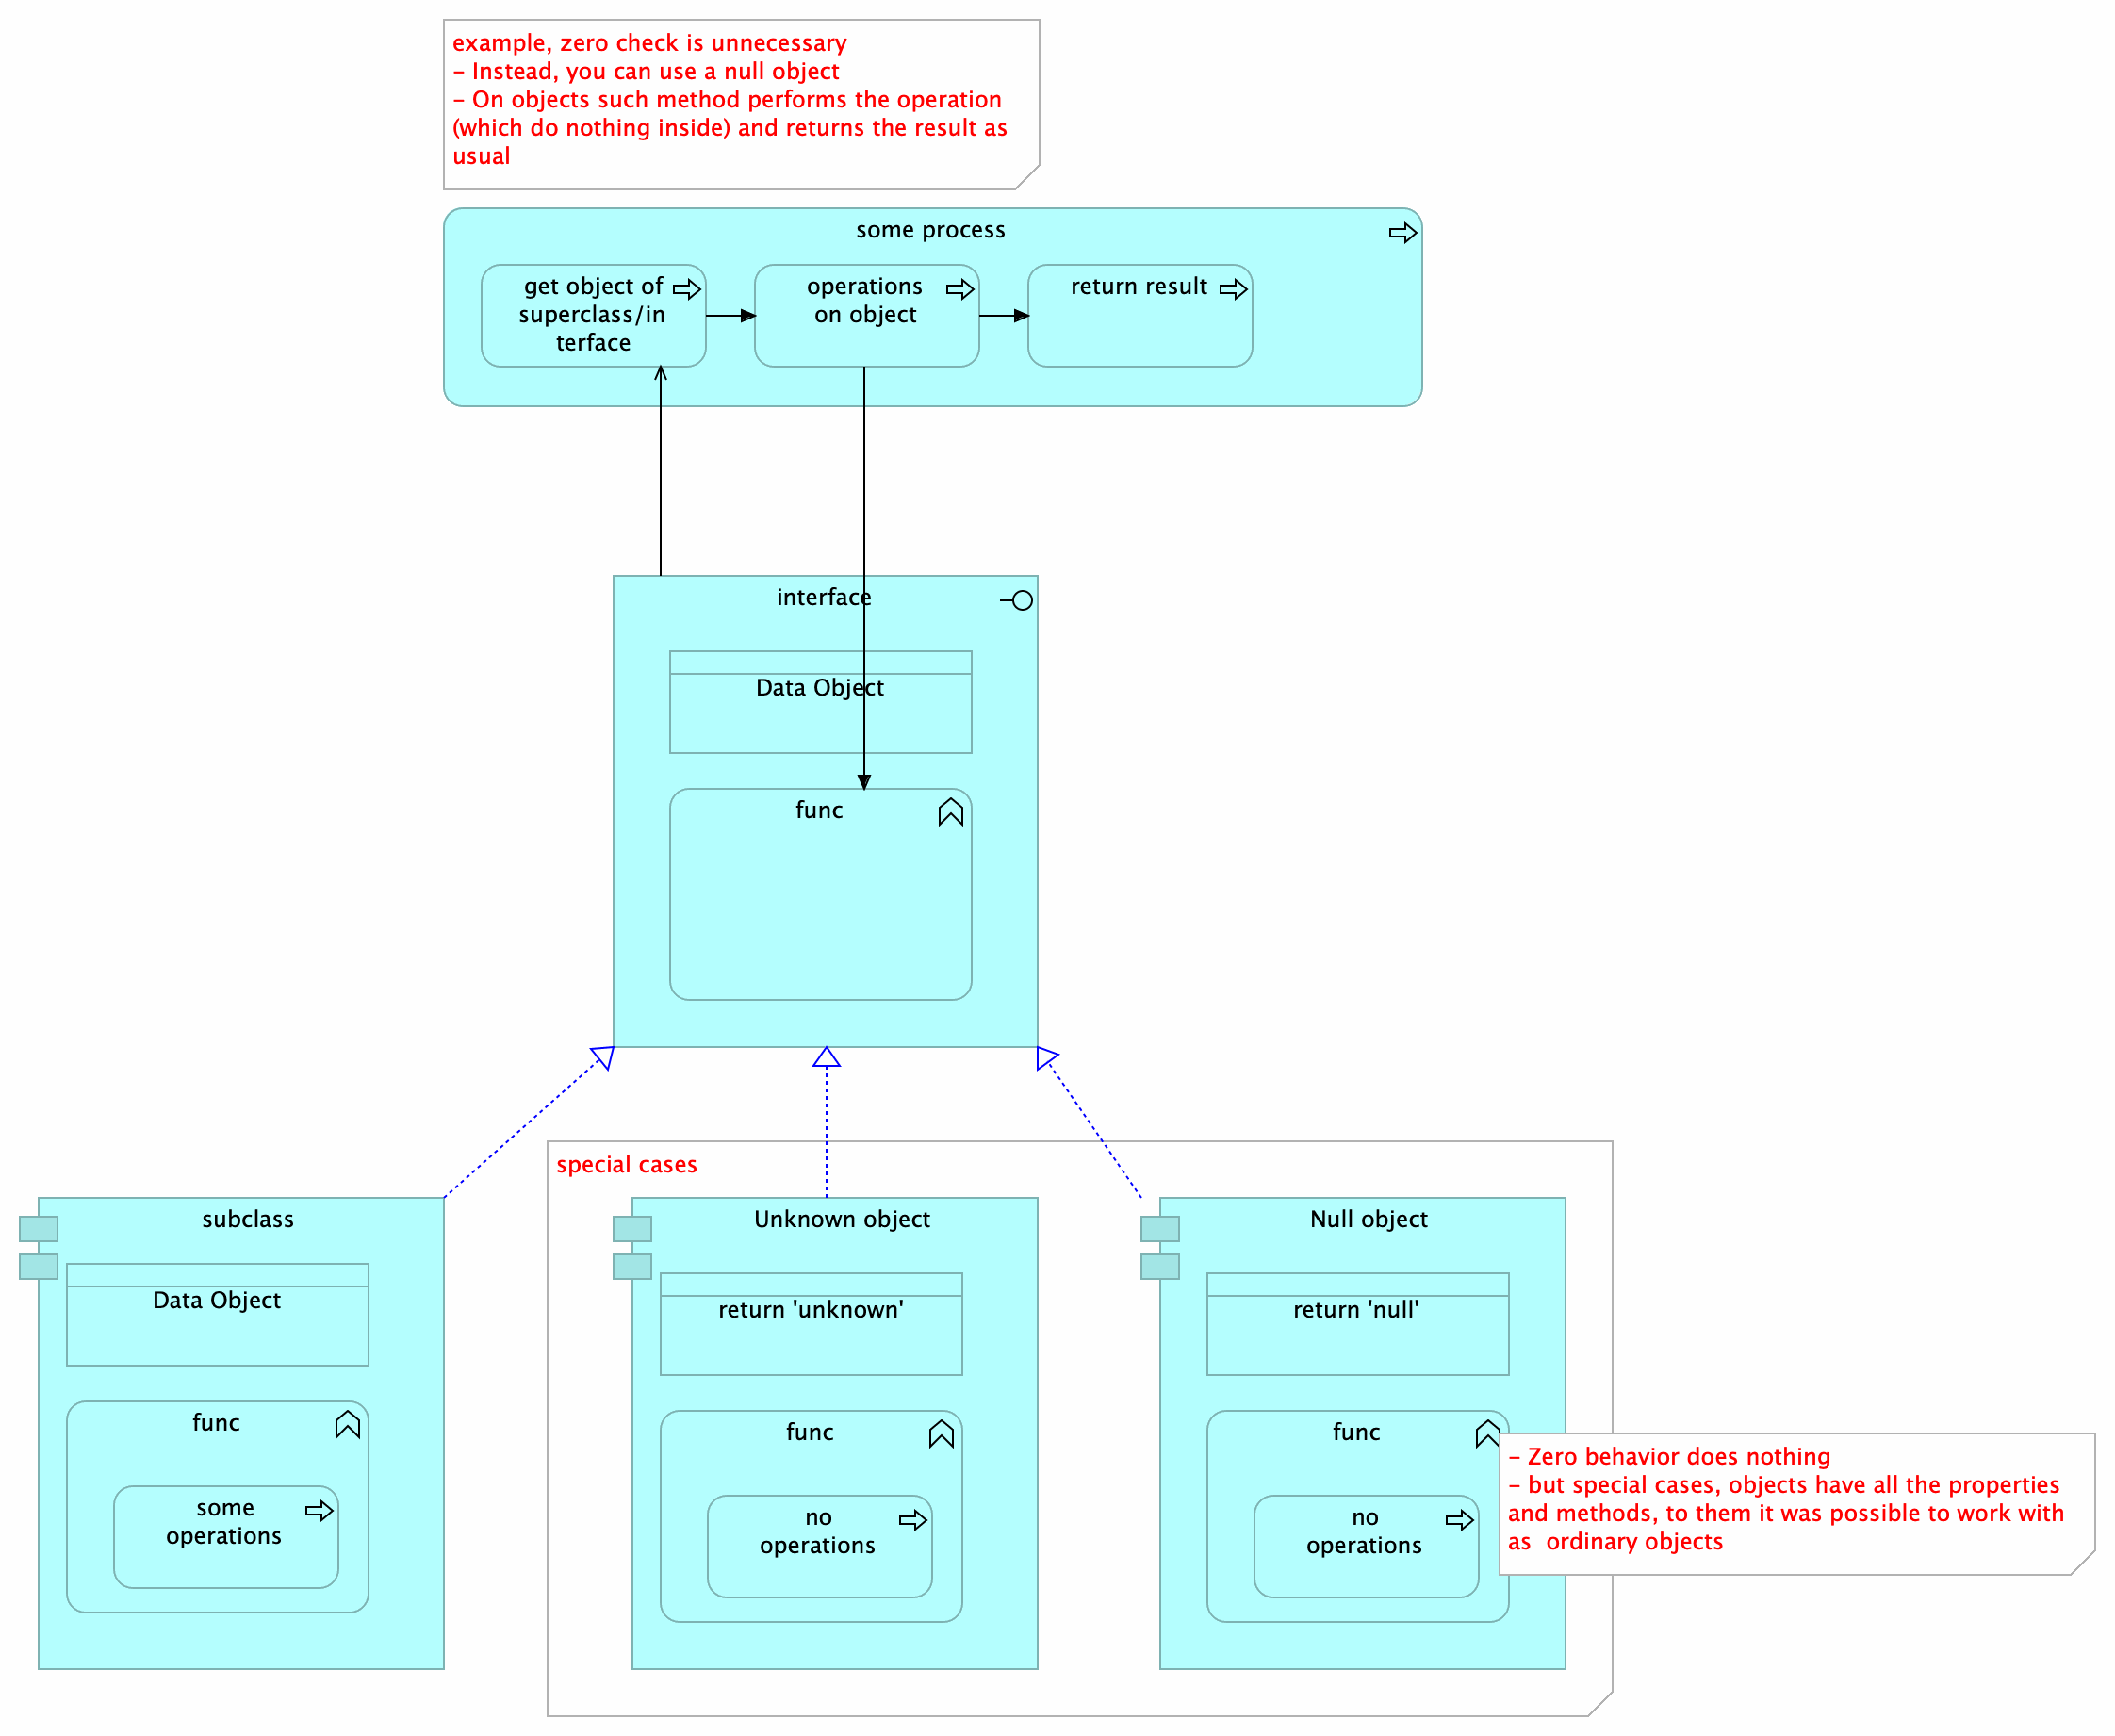 example, zero check is unnecessary
- Instead, you can use a null object
- On objects such method performs the operation
(which do nothing inside) and returns the result as
usual
some process
get object of
superclass/in
terface
operations
on object
return result
interface
Data Object
func
special cases
subclass
Data Object
func
some
operations
Unknown object
return 'unknown'
func
no
operations
Null object
return 'null'
func
no
operations
- Zero behavior does nothing
- but special cases, objects have all the properties
and methods, to them it was possible to work with
as  ordinary objects